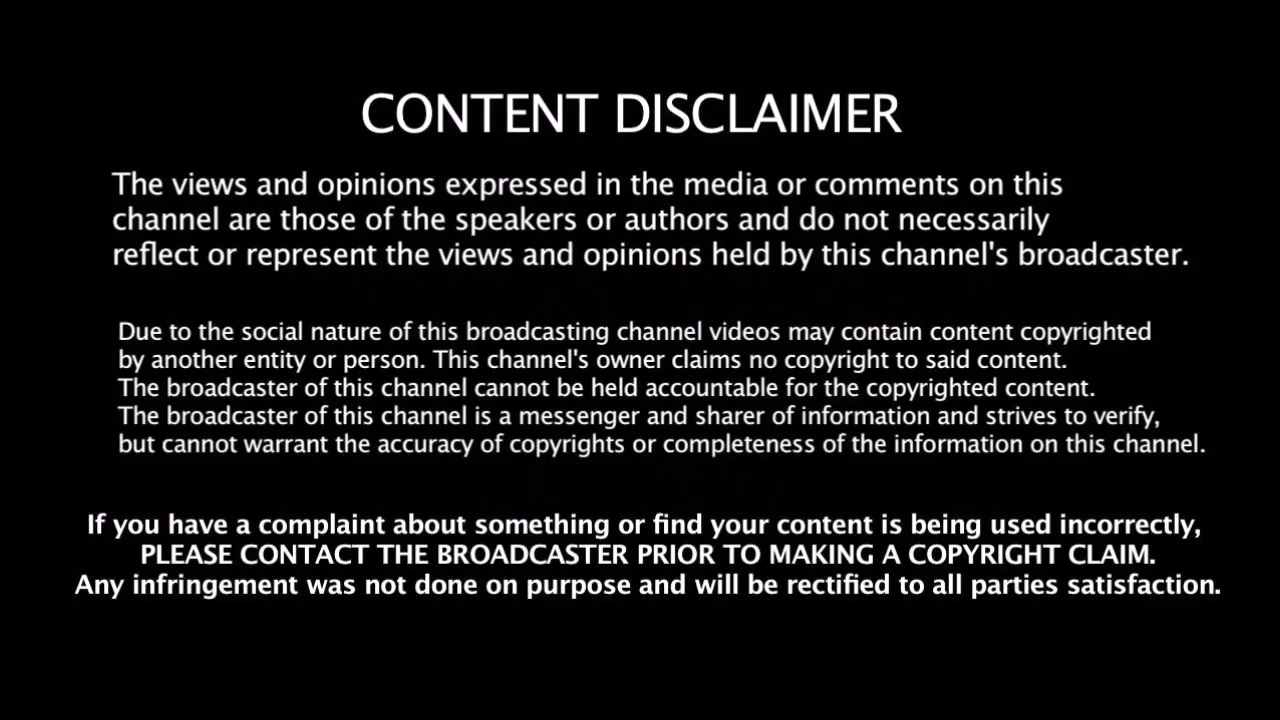 CONTENT DISCLAIMER
The views and opinions expressed in the media or comments on this
channel are those of the speakers or authors and do not necessarily
reflect or represent the views and opinions held by this channel's broadcaster.
Due to the social nature of this broadcasting channel videos may contain content copyrighted
by another entity or person. This channel's owner claims no copyright to said content.
The broadcaster of this channel cannot be held accountable for the copyrighted content.
The broadcaster of this channel is a messenger and sharer of information and strives to verify,
but cannot warrant the accuracy of copyrights or completeness of the information on this channel.
If you have a complaint about something or find your content is being used incorrectly,
PLEASE CONTACT THE BROADCASTER PRIOR TO MAKING A COPYRIGHT CLAIM.
Any infringement was not done on purpose and will be rectified to all parties satisfaction.